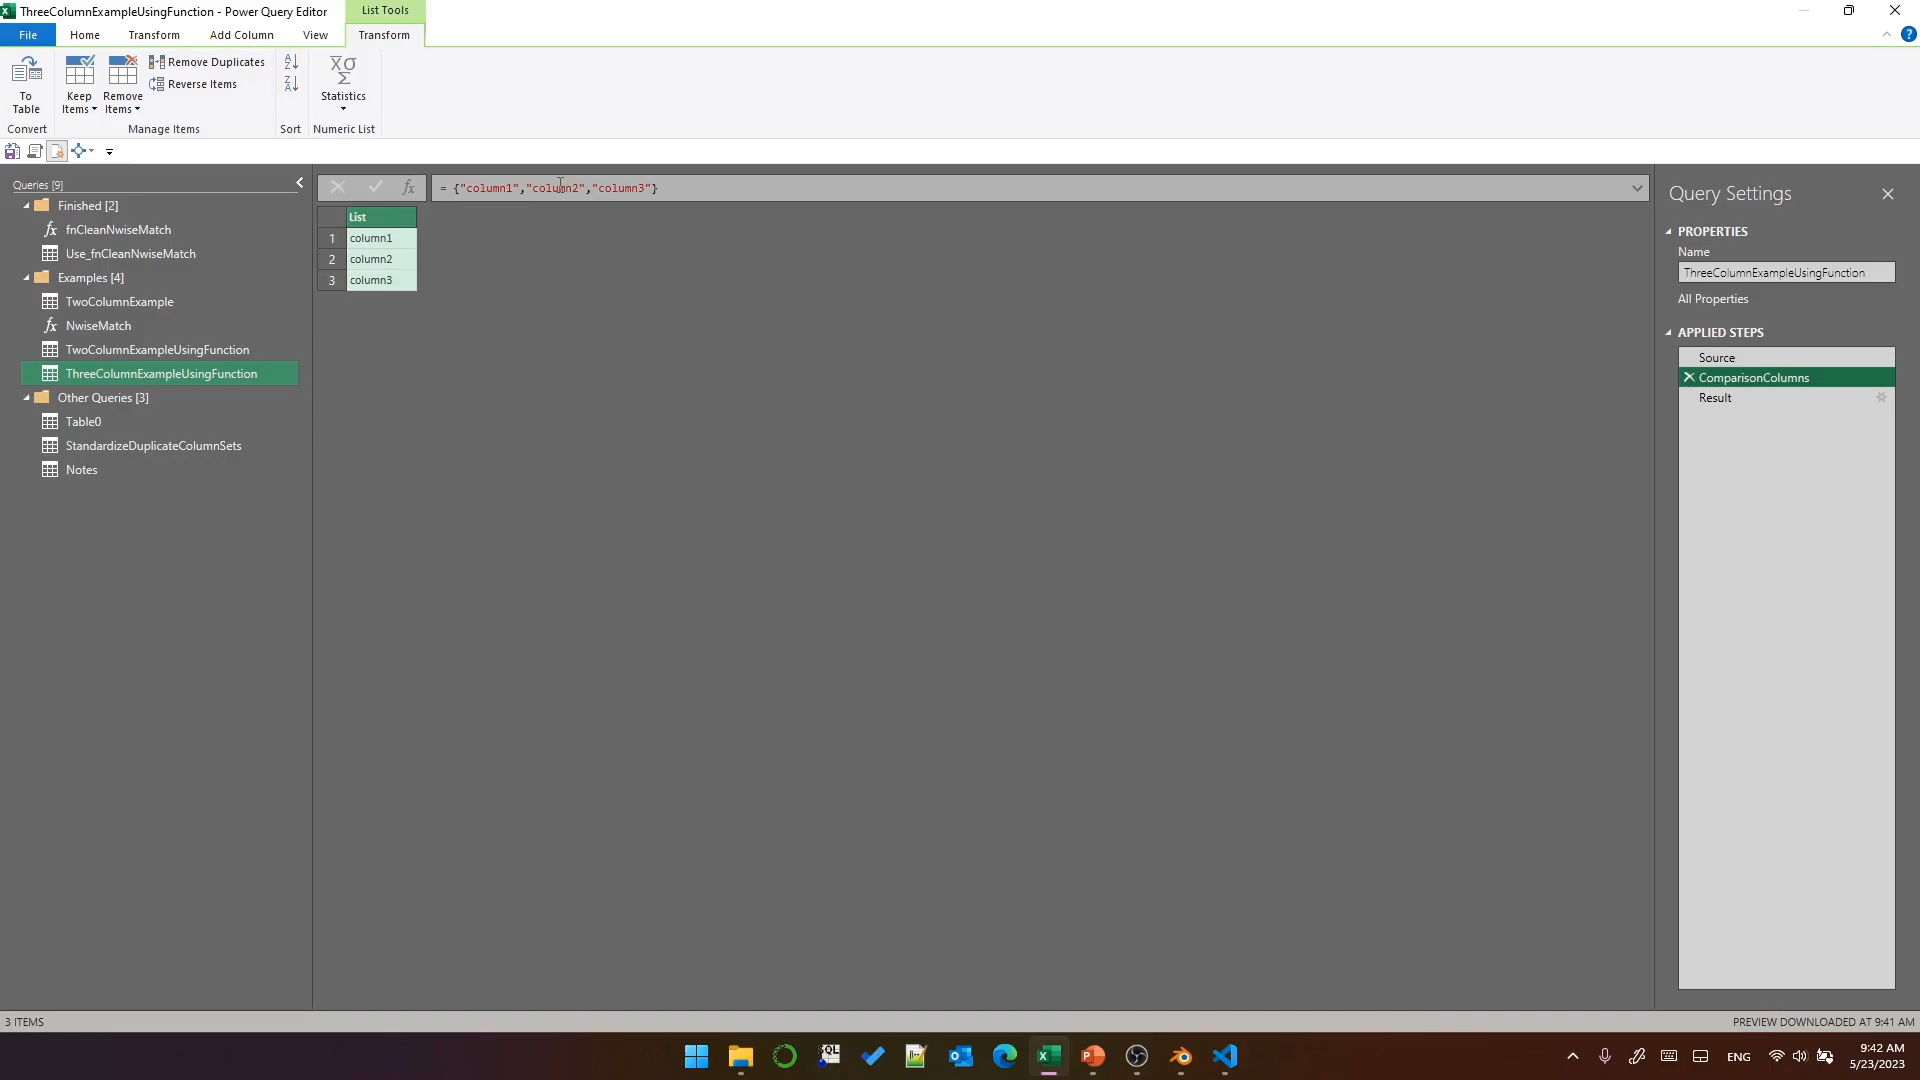 ThreeColumnExampleUsingFunction - Power Query Editor
List Tools
File
Home
Transform
Add Column
View
Transform
To Table
Keep Items
Remove Items
Remove Duplicates
Reverse Items
Statistics
Convert
Manage Items
Sort
Numeric List
Queries [9]
Finished [2]
fnCleanNwiseMatch
Use_fnCleanNwiseMatch
Examples [4]
TwoColumnExample
NwiseMatch
TwoColumnExampleUsingFunction
ThreeColumnExampleUsingFunction
Other Queries [3]
Table0
StandardizeDuplicateColumnSets
Notes
fx
= {"column1","column2","column3"}
List
1 column1
2 column2
3 column3
Query Settings
PROPERTIES
Name
ThreeColumnExampleUsingFunction
All Properties
APPLIED STEPS
Source
ComparisonColumns
Result
3 ITEMS
PREVIEW DOWNLOADED AT 9:41 AM
ENG
9:42 AM
5/23/2023